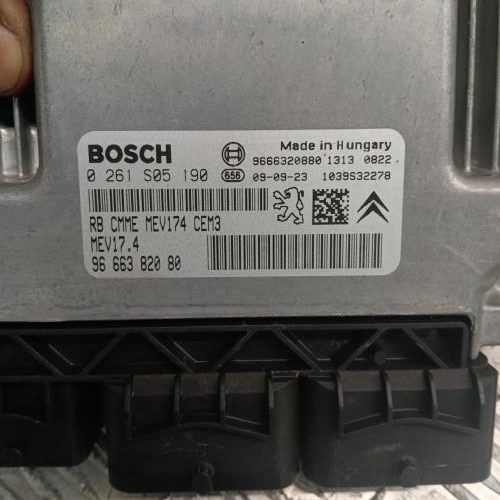 BOSCH
Made in Hungary
9666320880 1313 0822
0 261 S05 190 658 09-09-23 1039S32278
RB CMME MEV174 CEM3
MEV17.4
96 663 820 80